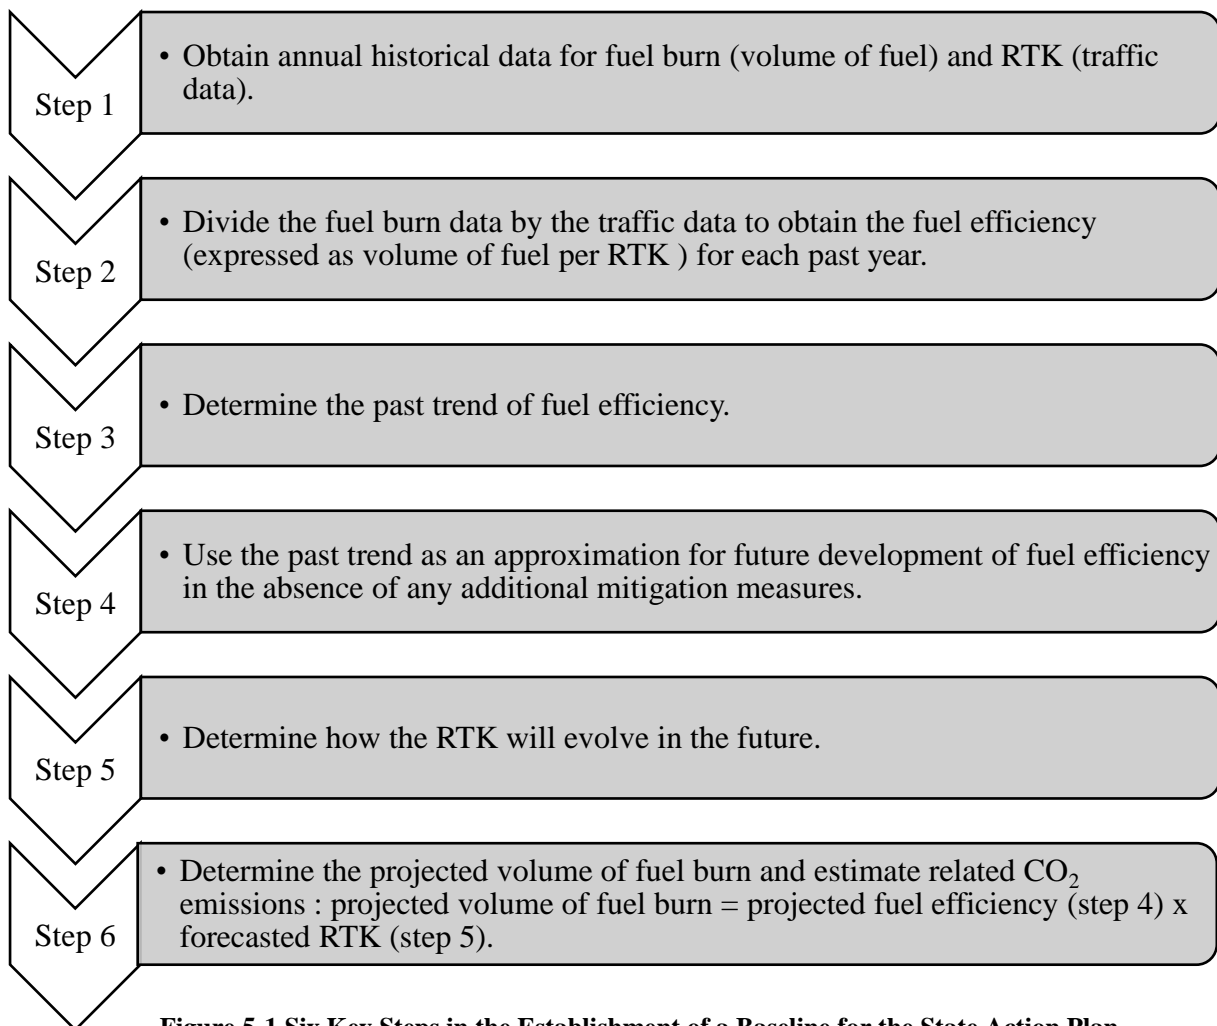 Step 1
• Obtain annual historical data for fuel burn (volume of fuel) and RTK (traffic
data).
Step 2
• Divide the fuel burn data by the traffic data to obtain the fuel efficiency
(expressed as volume of fuel per RTK ) for each past year.
Step 3
• Determine the past trend of fuel efficiency.
Step 4
• Use the past trend as an approximation for future development of fuel efficiency
in the absence of any additional mitigation measures.
Step 5
• Determine how the RTK will evolve in the future.
Step 6
• Determine the projected volume of fuel burn and estimate related CO₂
emissions : projected volume of fuel burn = projected fuel efficiency (step 4) x
forecasted RTK (step 5).
Figure 5-1 Six Key Steps in the Establishment of a Baseline for the State Action Plan